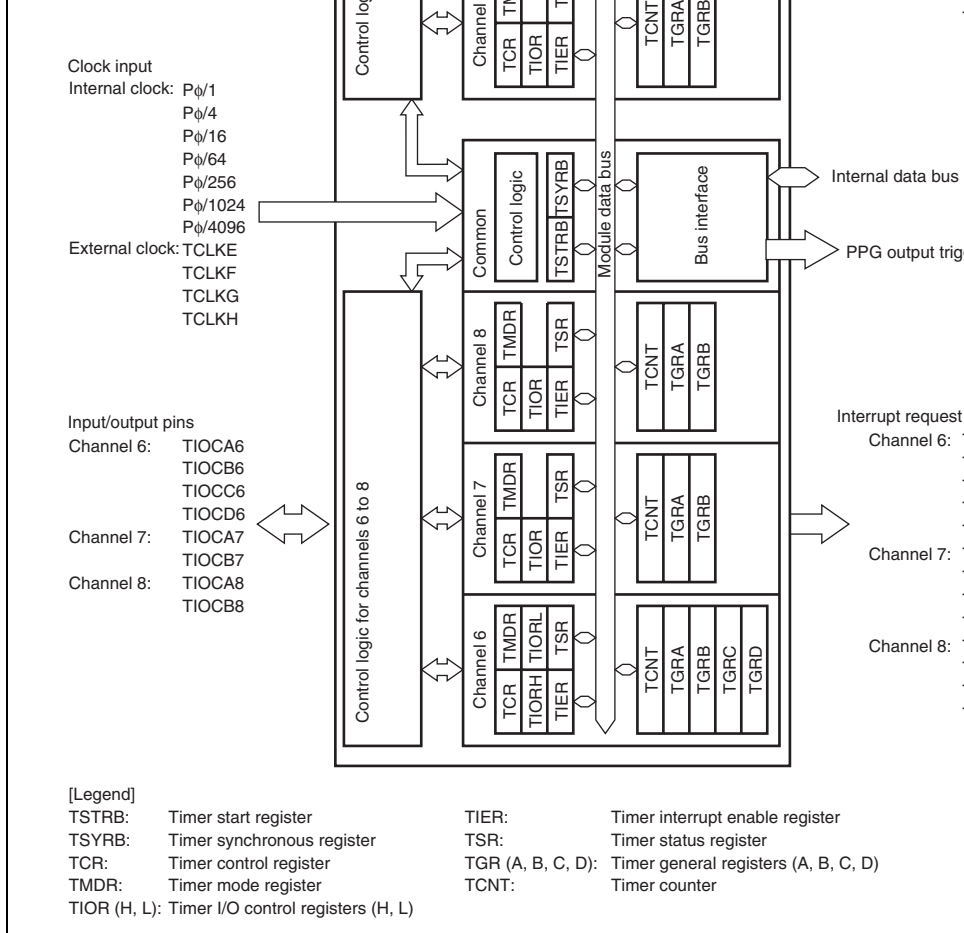 Control log
Channel
TCR
TIOR
TIER
TCNT
TGRA
TGRB
Clock input
Internal clock: Pϕ/1
Pϕ/4
Pϕ/16
Pϕ/64
Pϕ/256
Pϕ/1024
Pϕ/4096
External clock: TCLKE
TCLKF
TCLKG
TCLKH
Common
Control logic
TSTRB
TSYRB
Module data bus
Bus interface
Internal data bus
PPG output trig
Channel 8
TCR
TMDR
TIOR
TIER
TSR
TCNT
TGRA
TGRB
Input/output pins
Channel 6: TIOCA6
TIOCB6
TIOCC6
TIOCD6
Channel 7: TIOCA7
TIOCB7
Channel 8: TIOCA8
TIOCB8
Control logic for channels 6 to 8
Channel 7
TCR
TMDR
TIOR
TIER
TSR
TCNT
TGRA
TGRB
Interrupt request
Channel 6:
Channel 7:
Channel 8:
Channel 6
TCR
TMDR
TIORH
TIORL
TIER
TSR
TCNT
TGRA
TGRB
TGRC
TGRD
[Legend]
TSTRB: Timer start register
TSYRB: Timer synchronous register
TCR: Timer control register
TMDR: Timer mode register
TIOR (H, L): Timer I/O control registers (H, L)
TIER: Timer interrupt enable register
TSR: Timer status register
TGR (A, B, C, D): Timer general registers (A, B, C, D)
TCNT: Timer counter